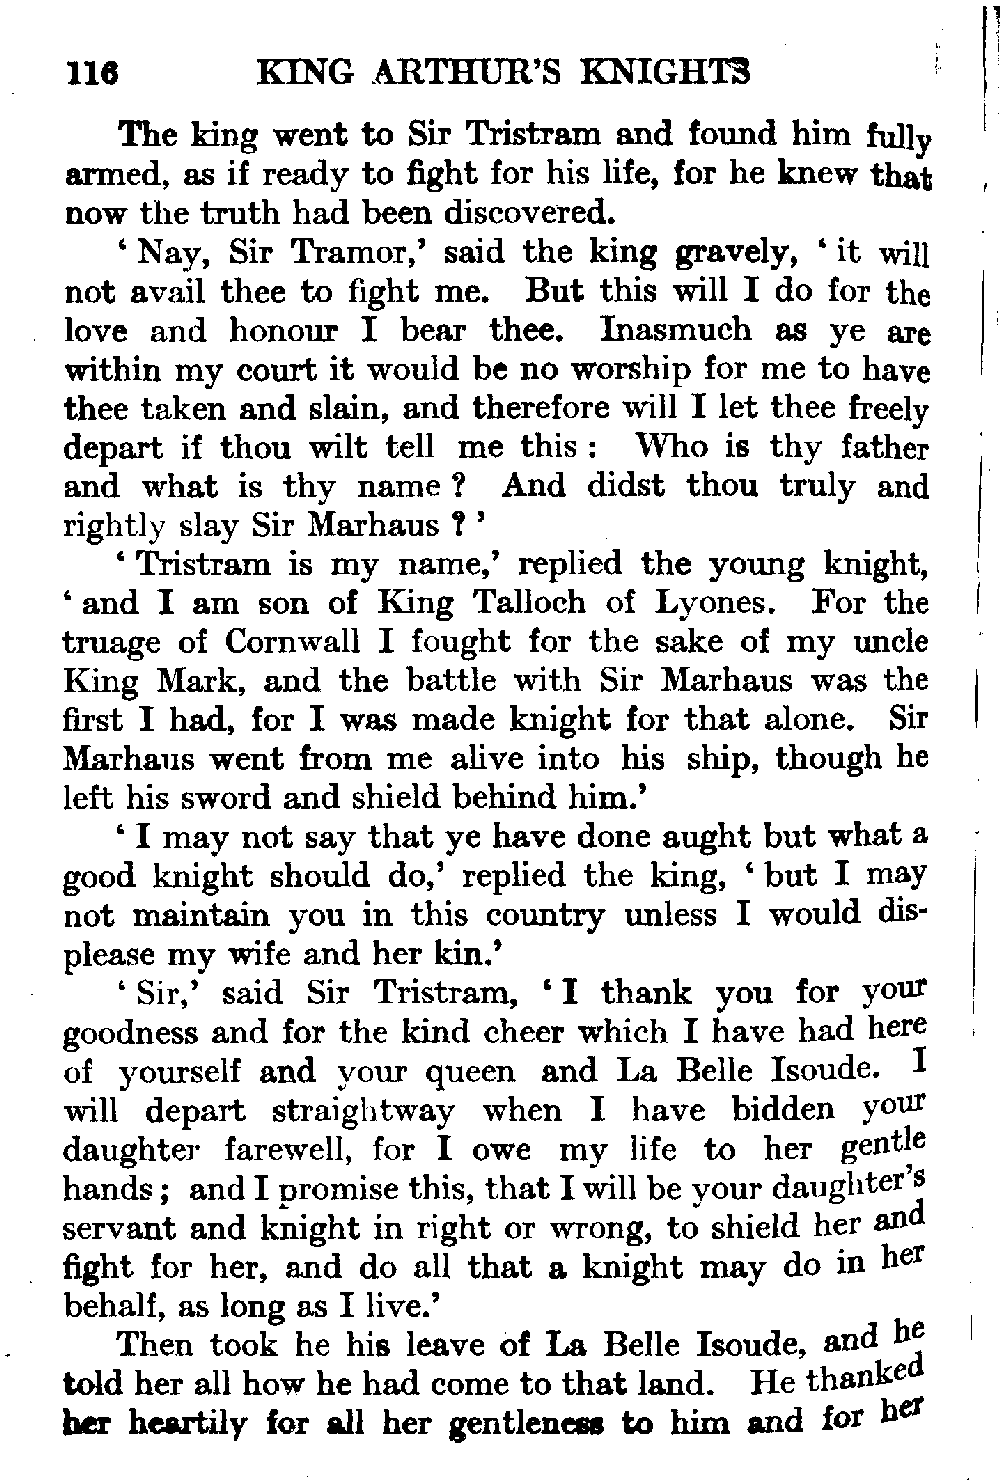 116 KING ARTHUR'S KNIGHTS
The king went to Sir Tristram and found him fully
armed, as if ready to fight for his life, for he knew that
now the truth had been discovered.
‘ Nay, Sir Tramor,’ said the king gravely, ‘ it will
not avail thee to fight me. But this will I do for the
love and honour I bear thee. Inasmuch as ye are
within my court it would be no worship for me to have
thee taken and slain, and therefore will I let thee freely
depart if thou wilt tell me this : Who is thy father
and what is thy name ? And didst thou truly and
rightly slay Sir Marhaus ? ’
‘ Tristram is my name,’ replied the young knight,
‘ and I am son of King Talloch of Lyones. For the
truage of Cornwall I fought for the sake of my uncle
King Mark, and the battle with Sir Marhaus was the
first I had, for I was made knight for that alone. Sir
Marhaus went from me alive into his ship, though he
left his sword and shield behind him.’
‘ I may not say that ye have done aught but what a
good knight should do,’ replied the king, ‘ but I may
not maintain you in this country unless I would dis-
please my wife and her kin.’
‘ Sir,’ said Sir Tristram, ‘ I thank you for your
goodness and for the kind cheer which I have had here
of yourself and your queen and La Belle Isoude. I
will depart straightway when I have bidden your
daughter farewell, for I owe my life to her gentle
hands ; and I promise this, that I will be your daughter's
servant and knight in right or wrong, to shield her and
fight for her, and do all that a knight may do in her
behalf, as long as I live.’
Then took he his leave of La Belle Isoude, and he
told her all how he had come to that land. He thanked
her heartily for all her gentleness to him and for her